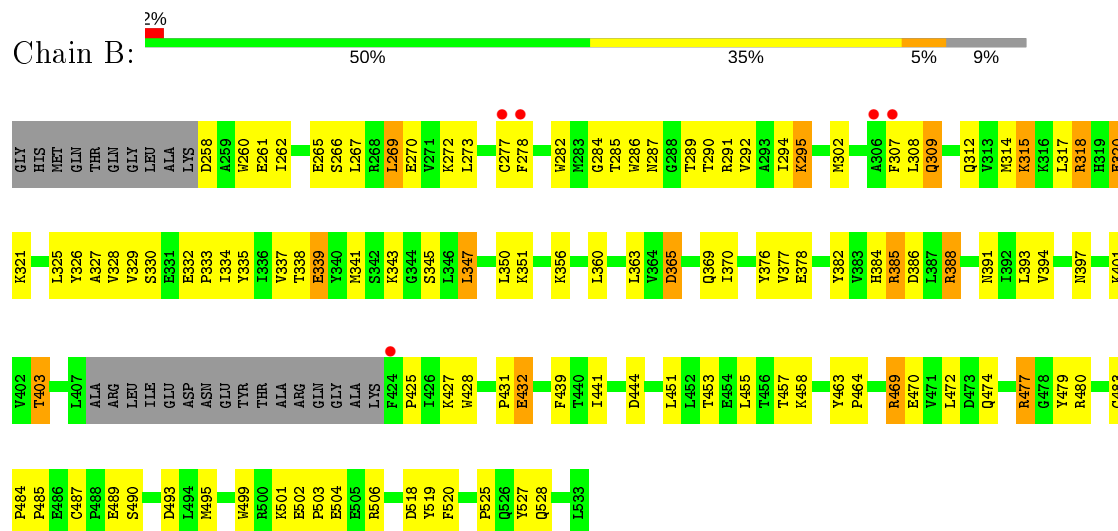 2%
Chain B:
50% 35% 5% 9%
GLY HIS MET GLN THR GLN GLY LEU ALA LYS D258 A259 W260 E261 I262 E265 S266 L267 R268 L269 E270 V271 K272 L273 C277 F278 W282 M283 G284 T285 W286 N287 G288 T289 T290 R291 V292 A293 I294 K295 M302 A306 F307 L308 Q309 Q312 V313 M314 K315 K316 L317 R318 H319 E320
K321 L325 Y326 A327 V328 V329 S330 E331 E332 P333 I334 Y335 I336 V337 T338 E339 Y340 M341 S342 K343 G344 S345 L346 L347 L350 K351 K356 L360 L363 V364 D365 Q369 I370 Y376 V377 E378 Y382 V383 H384 R385 D386 L387 R388 N391 I392 L393 V394 N397 K401
V402 T403 L407 ALA ARG LEU ILE GLU ASP ASN GLU TYR THR ALA ARG GLN GLY ALA LYS F424 P425 I426 K427 W428 P431 E432 F439 T440 I441 D444 L451 L452 T453 E454 L455 T456 T457 K458 Y463 P464 R469 E470 V471 L472 D473 Q474 R477 G478 Y479 R480 C483
P484 P485 E486 C487 P488 E489 S490 D493 L494 M495 W499 R500 K501 E502 P503 E504 E505 R506 D518 Y519 F520 P525 Q526 Y527 Q528 L533